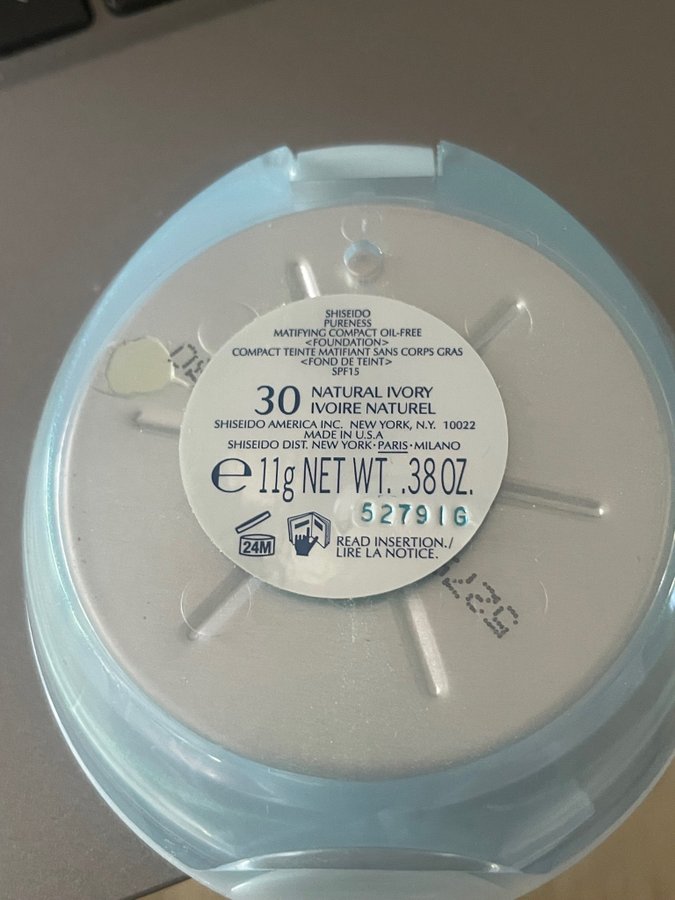 SHISEIDO
PURENESS
MATIFYING COMPACT OIL-FREE
<FOUNDATION>
COMPACT TEINTE MATIFIANT SANS CORPS GRAS
<FOND DE TEINT>
SPF15
30 NATURAL IVORY
IVOIRE NATUREL
SHISEIDO AMERICA INC. NEW YORK, N.Y. 10022
MADE IN U.S.A
SHISEIDO DIST. NEW YORK·PARIS·MILANO
℮ 11g NET WT. .38 OZ.
52791G
24M
READ INSERTION./
LIRE LA NOTICE.